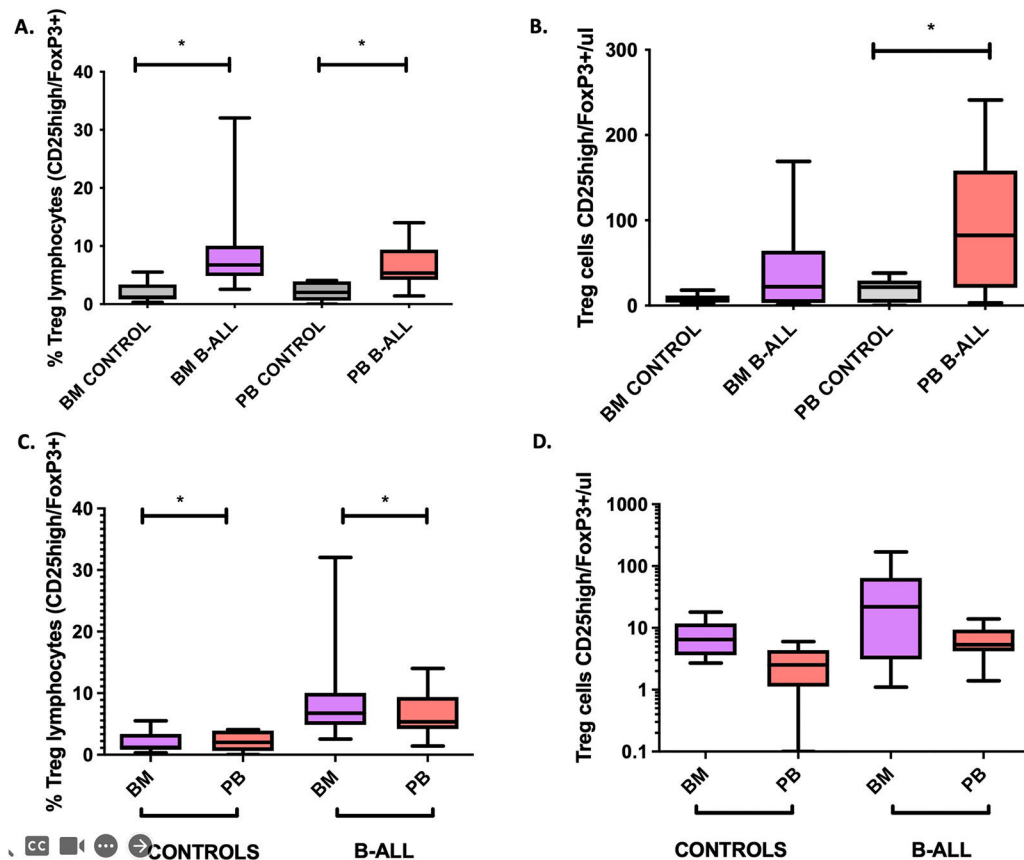 A.
% Treg lymphocytes (CD25high/FoxP3+)
*
*
40
30
20
10
0
BM CONTROL
BM B-ALL
PB CONTROL
PB B-ALL
B.
Treg cells CD25high/FoxP3+/ul
*
300
200
100
0
BM CONTROL
BM B-ALL
PB CONTROL
PB B-ALL
C.
% Treg lymphocytes (CD25high/FoxP3+)
*
*
40
30
20
10
0
BM
PB
BM
PB
CONTROLS
B-ALL
CC
D.
Treg cells CD25high/FoxP3+/ul
1000
100
10
1
0.1
BM
PB
BM
PB
CONTROLS
B-ALL